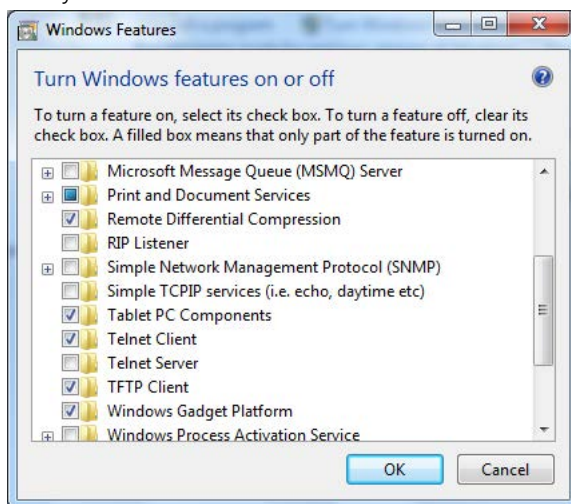 Windows Features
Turn Windows features on or off
To turn a feature on, select its check box. To turn a feature off, clear its
check box. A filled box means that only part of the feature is turned on.
Microsoft Message Queue (MSMQ) Server
Print and Document Services
Remote Differential Compression
RIP Listener
Simple Network Management Protocol (SNMP)
Simple TCPIP services (i.e. echo, daytime etc)
Tablet PC Components
Telnet Client
Telnet Server
TFTP Client
Windows Gadget Platform
Windows Process Activation Service
OK Cancel